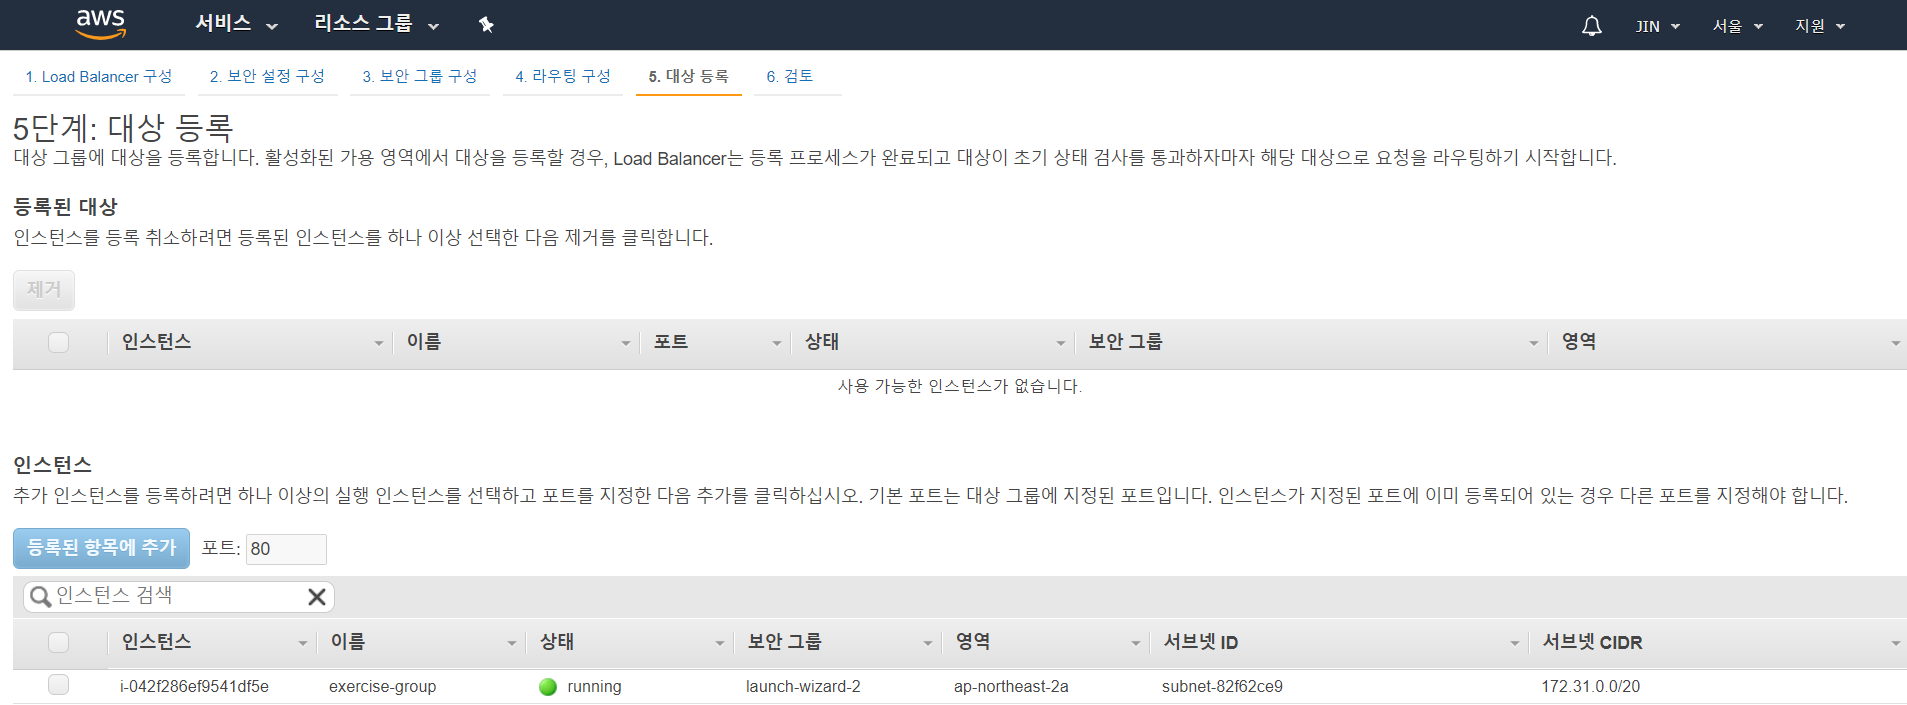 aws 서비스 리소스 그룹 JIN 서울 지원
1. Load Balancer 구성 2. 보안 설정 구성 3. 보안 그룹 구성 4. 라우팅 구성 5. 대상 등록 6. 검토
5단계: 대상 등록
대상 그룹에 대상을 등록합니다. 활성화된 가용 영역에서 대상을 등록할 경우, Load Balancer는 등록 프로세스가 완료되고 대상이 초기 상태 검사를 통과하자마자 해당 대상으로 요청을 라우팅하기 시작합니다.
등록된 대상
인스턴스를 등록 취소하려면 등록된 인스턴스를 하나 이상 선택한 다음 제거를 클릭합니다.
제거
인스턴스 이름 포트 상태 보안 그룹 영역
사용 가능한 인스턴스가 없습니다.
인스턴스
추가 인스턴스를 등록하려면 하나 이상의 실행 인스턴스를 선택하고 포트를 지정한 다음 추가를 클릭하십시오. 기본 포트는 대상 그룹에 지정된 포트입니다. 인스턴스가 지정된 포트에 이미 등록되어 있는 경우 다른 포트를 지정해야 합니다.
등록된 항목에 추가 포트: 80
인스턴스 검색
인스턴스 이름 상태 보안 그룹 영역 서브넷 ID 서브넷 CIDR
i-042f286ef9541df5e exercise-group running launch-wizard-2 ap-northeast-2a subnet-82f62ce9 172.31.0.0/20